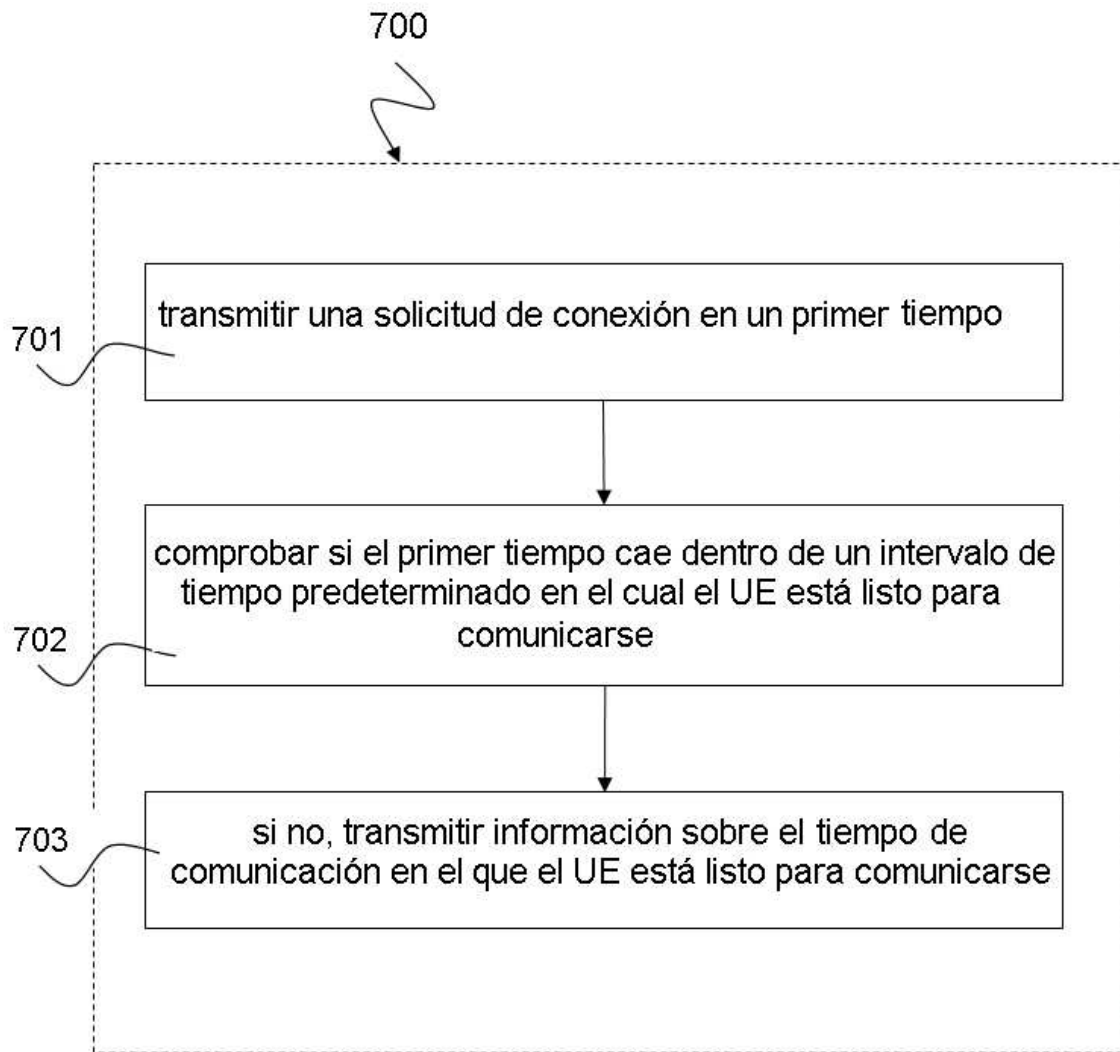 700
701
transmitir una solicitud de conexión en un primer tiempo
702
comprobar si el primer tiempo cae dentro de un intervalo de
tiempo predeterminado en el cual el UE está listo para
comunicarse
703
si no, transmitir información sobre el tiempo de
comunicación en el que el UE está listo para comunicarse